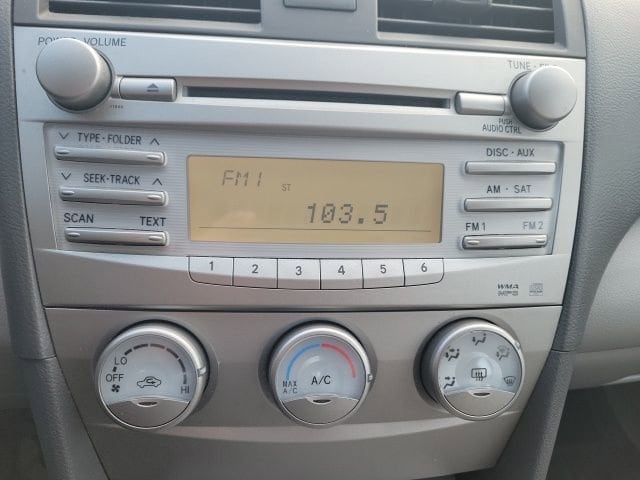 POWER·VOLUME
TUNE·
PUSH
AUDIO CTRL
TYPE·FOLDER
SEEK·TRACK
SCAN TEXT
FM1
ST
103.5
DISC·AUX
AM·SAT
FM1 FM2
1 2 3 4 5 6
WMA
MP3
LO
OFF HI
MAX
A/C
A/C